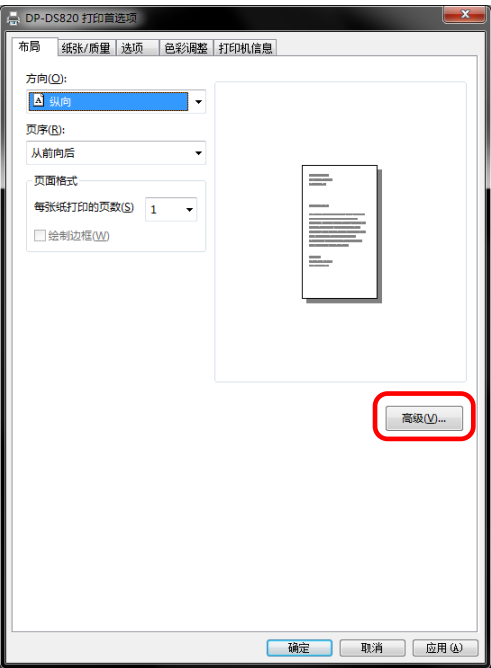 DP-DS820 打印首选项
布局 纸张/质量 选项 色彩调整 打印机信息
方向(O):
纵向
页序(R):
从前向后
页面格式
每张纸打印的页数(S) 1
绘制边框(W)
高级(V)...
确定 取消 应用(A)